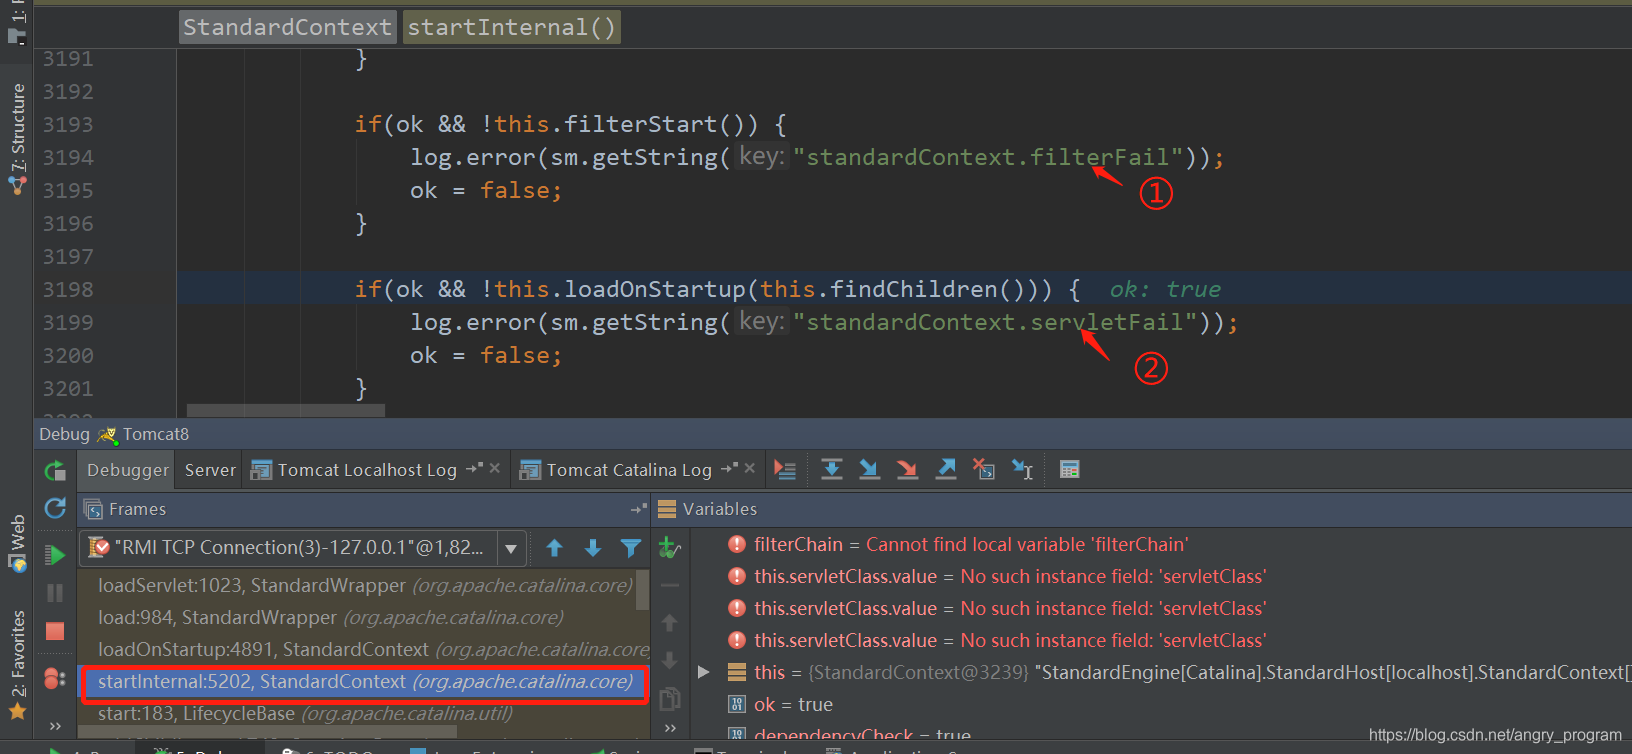 1:
StandardContext startInternal()
3191 }
3192
3193 if(ok && !this.filterStart()) {
3194 log.error(sm.getString( key: "standardContext.filterFail"));
①
3195 ok = false;
3196 }
3197
3198 if(ok && !this.loadOnStartup(this.findChildren())) { ok: true
3199 log.error(sm.getString( key: "standardContext.servletFail"));
②
3200 ok = false;
3201 }
7: Structure
Web
2: Favorites
Debug Tomcat8
Debugger Server Tomcat Localhost Log Tomcat Catalina Log
Frames Variables
"RMI TCP Connection(3)-127.0.0.1"@1,82...
loadServlet:1023, StandardWrapper (org.apache.catalina.core)
load:984, StandardWrapper (org.apache.catalina.core)
loadOnStartup:4891, StandardContext (org.apache.catalina.core
startInternal:5202, StandardContext (org.apache.catalina.core)
start:183, LifecycleBase (org.apache.catalina.util)
filterChain = Cannot find local variable 'filterChain'
this.servletClass.value = No such instance field: 'servletClass'
this.servletClass.value = No such instance field: 'servletClass'
this.servletClass.value = No such instance field: 'servletClass'
this = {StandardContext@3239} "StandardEngine[Catalina].StandardHost[localhost].StandardContext[]
ok = true
dependencyCheck = true
https://blog.csdn.net/angry_program